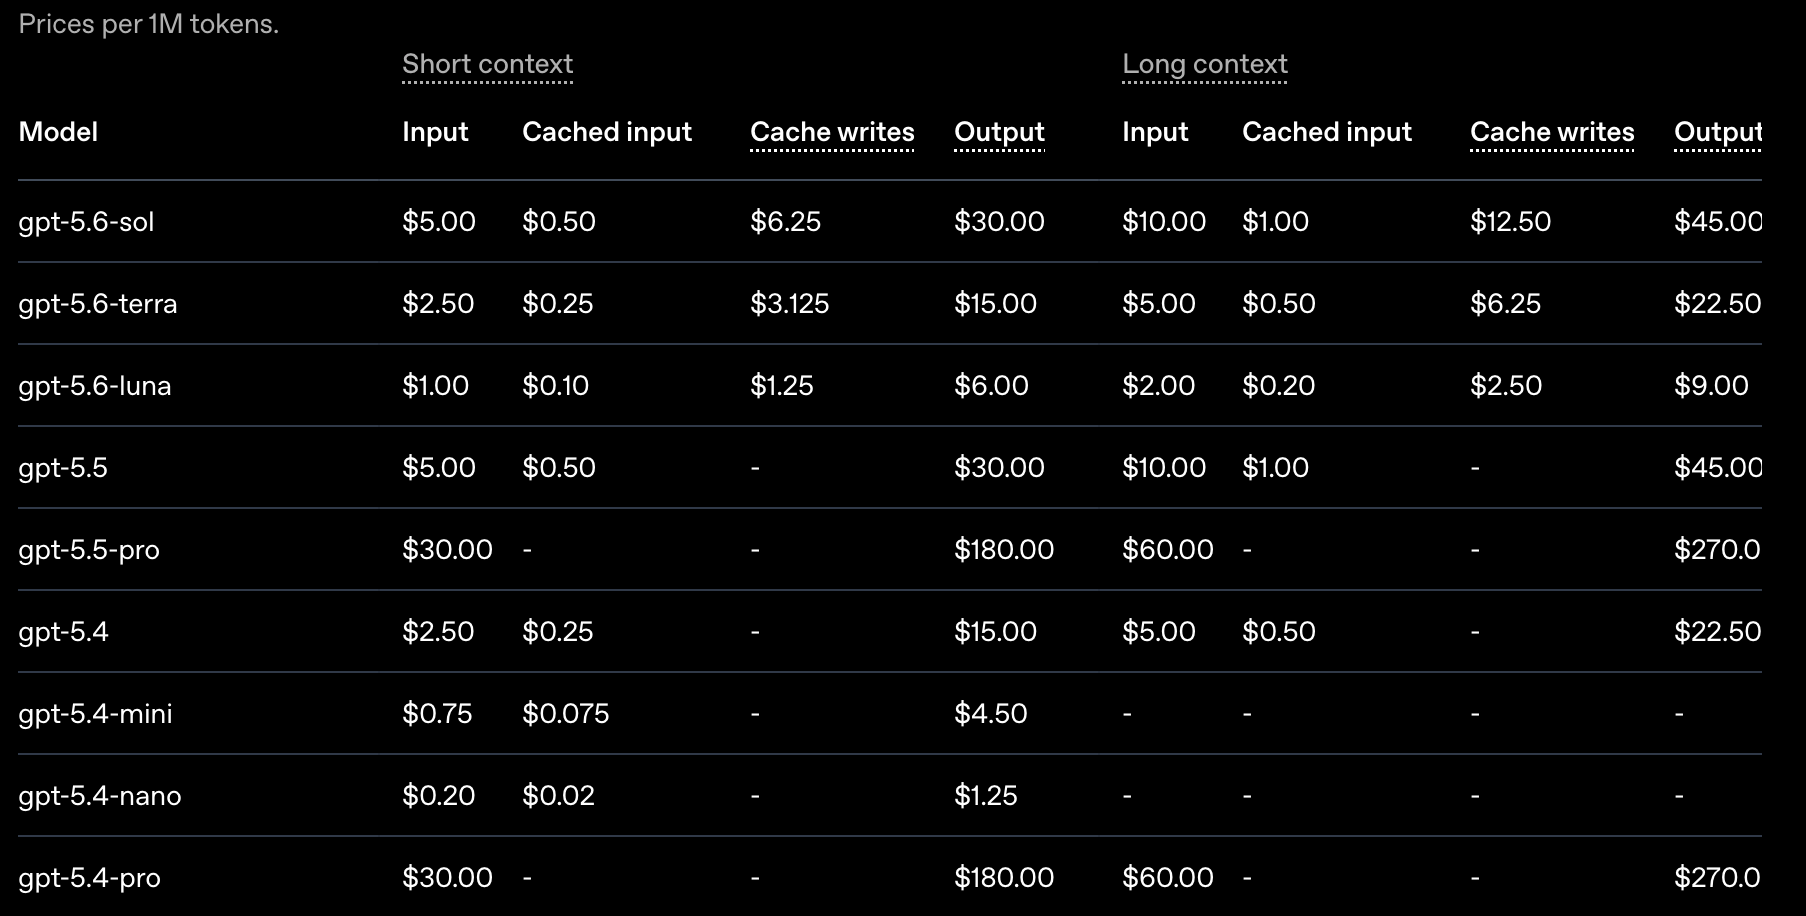 Prices per 1M tokens.
Short context Long context
Model Input Cached input Cache writes Output Input Cached input Cache writes Output
gpt-5.6-sol $5.00 $0.50 $6.25 $30.00 $10.00 $1.00 $12.50 $45.00
gpt-5.6-terra $2.50 $0.25 $3.125 $15.00 $5.00 $0.50 $6.25 $22.50
gpt-5.6-luna $1.00 $0.10 $1.25 $6.00 $2.00 $0.20 $2.50 $9.00
gpt-5.5 $5.00 $0.50 - $30.00 $10.00 $1.00 - $45.00
gpt-5.5-pro $30.00 - - $180.00 $60.00 - - $270.0
gpt-5.4 $2.50 $0.25 - $15.00 $5.00 $0.50 - $22.50
gpt-5.4-mini $0.75 $0.075 - $4.50 - - - -
gpt-5.4-nano $0.20 $0.02 - $1.25 - - - -
gpt-5.4-pro $30.00 - - $180.00 $60.00 - - $270.0